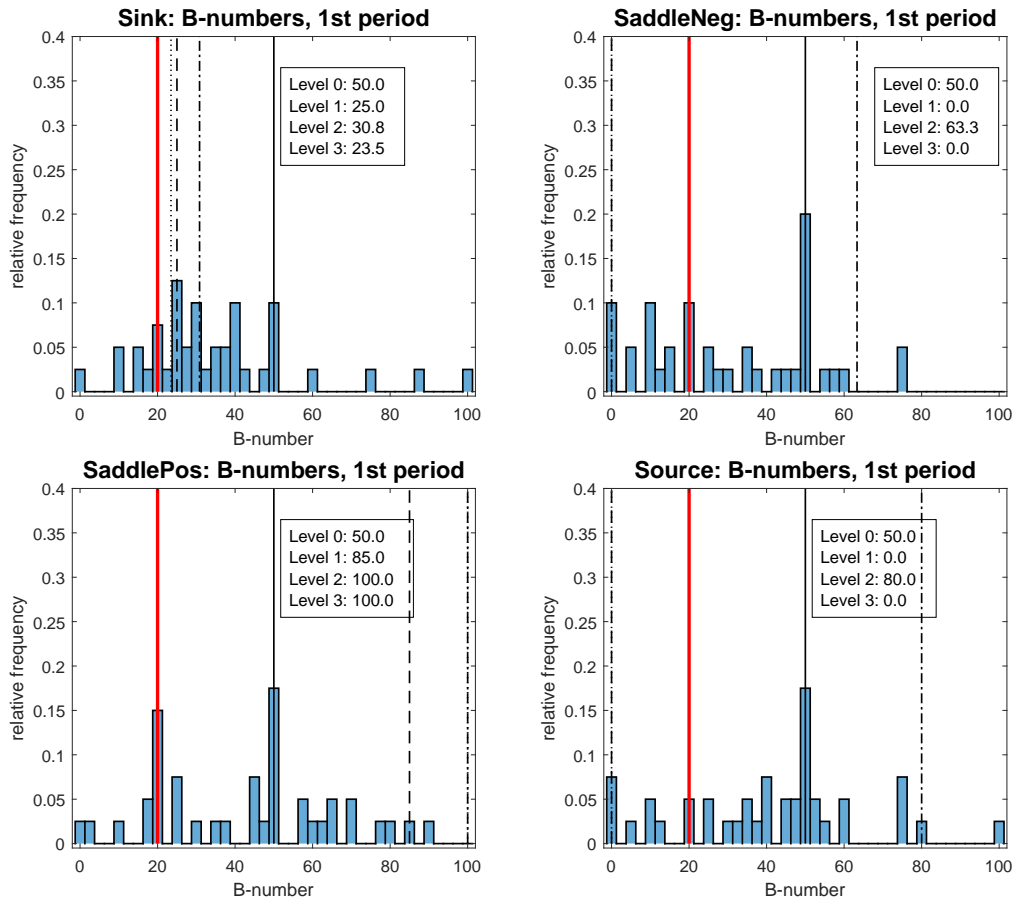 Sink: B-numbers, 1st period
0.4
0.35
0.3
0.25
0.2
0.15
0.1
0.05
0
relative frequency
Level 0: 50.0
Level 1: 25.0
Level 2: 30.8
Level 3: 23.5
0 20 40 60 80 100
B-number
SaddleNeg: B-numbers, 1st period
0.4
0.35
0.3
0.25
0.2
0.15
0.1
0.05
0
relative frequency
Level 0: 50.0
Level 1: 0.0
Level 2: 63.3
Level 3: 0.0
0 20 40 60 80 100
B-number
SaddlePos: B-numbers, 1st period
0.4
0.35
0.3
0.25
0.2
0.15
0.1
0.05
0
relative frequency
Level 0: 50.0
Level 1: 85.0
Level 2: 100.0
Level 3: 100.0
0 20 40 60 80 100
B-number
Source: B-numbers, 1st period
0.4
0.35
0.3
0.25
0.2
0.15
0.1
0.05
0
relative frequency
Level 0: 50.0
Level 1: 0.0
Level 2: 80.0
Level 3: 0.0
0 20 40 60 80 100
B-number